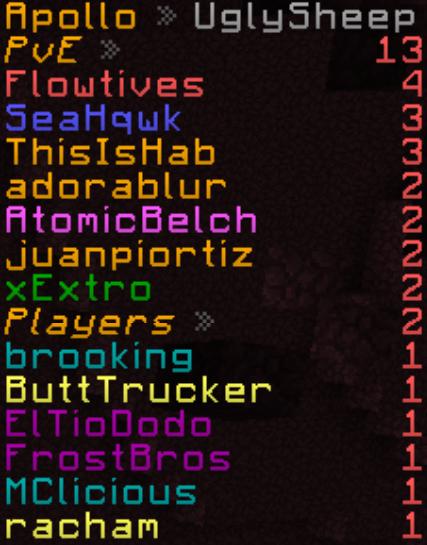 Apollo » UglySheep
PvE » 13
Flowtives 4
SeaHqwk 3
ThisIsHab 3
adorablur 2
AtomicBelch 2
juanpiortiz 2
xExtro 2
Players » 2
brooking 1
ButtTrucker 1
ElTioDodo 1
FrostBros 1
MClicious 1
racham 1